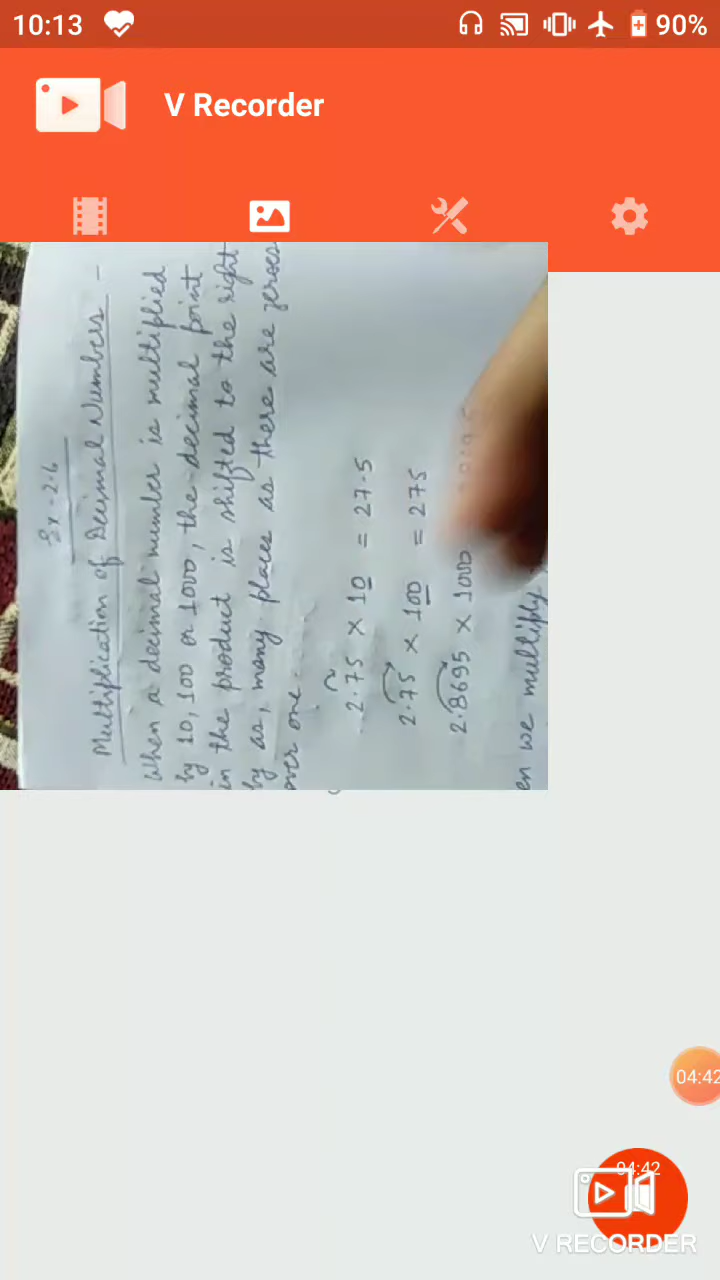 10:13
90%
V Recorder
Ex-2.6
Multiplication of Decimal Numbers -
When a decimal number is multiplied
by 10, 100 or 1000, the decimal point
in the product is shifted to the right
by as, many places as there are zeroes
over one.
2.75 × 10 = 27.5
2.75 × 100 = 275
2.8695 × 1000
en we multiply
04:42
04:42
V RECORDER